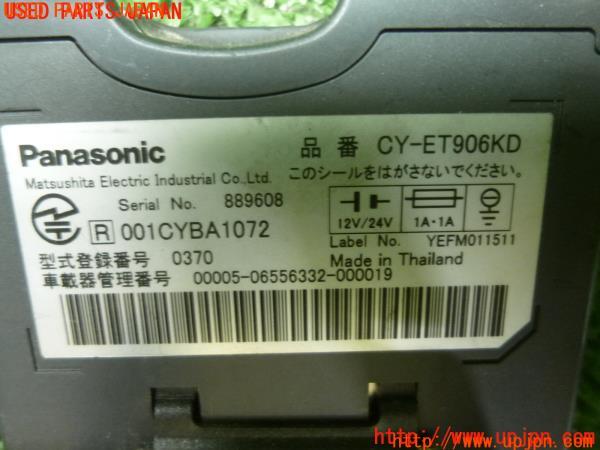 USED PARTS JAPAN
Panasonic
品番 CY-ET906KD
Matsushita Electric Industrial Co.,Ltd.
このシールをはがさないでください。
Serial No. 889608
R 001CYBA1072
12V/24V
1A・1A
Label No. YEFM011511
型式登録番号 0370
Made in Thailand
車載器管理番号 00005-06556332-000019
http://www.upjpn.com